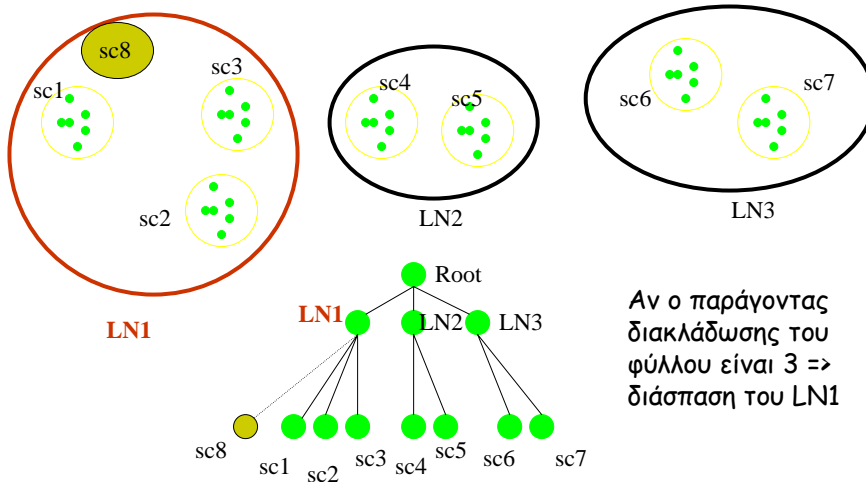 sc8
sc3
sc1
sc2
LN1
sc4
sc5
LN2
sc6
sc7
LN3
Root
LN1
LN2
LN3
sc8
sc1
sc2
sc3
sc4
sc5
sc6
sc7
Αν ο παράγοντας
διακλάδωσης του
φύλλου είναι 3 =>
διάσπαση του LN1